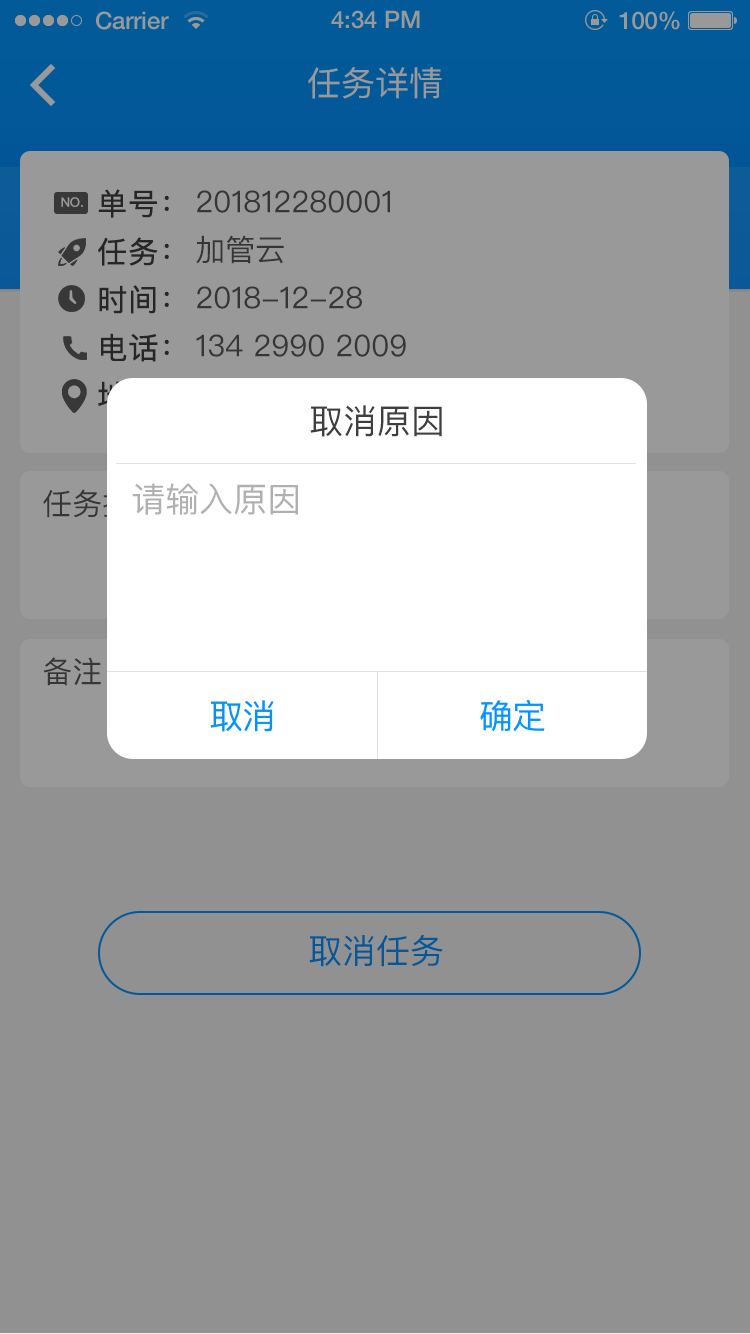 Carrier 4:34 PM 100%
任务详情
NO. 单号： 201812280001
任务： 加管云
时间： 2018-12-28
电话： 134 2990 2009
取消原因
请输入原因
任务
备注
取消 确定
取消任务